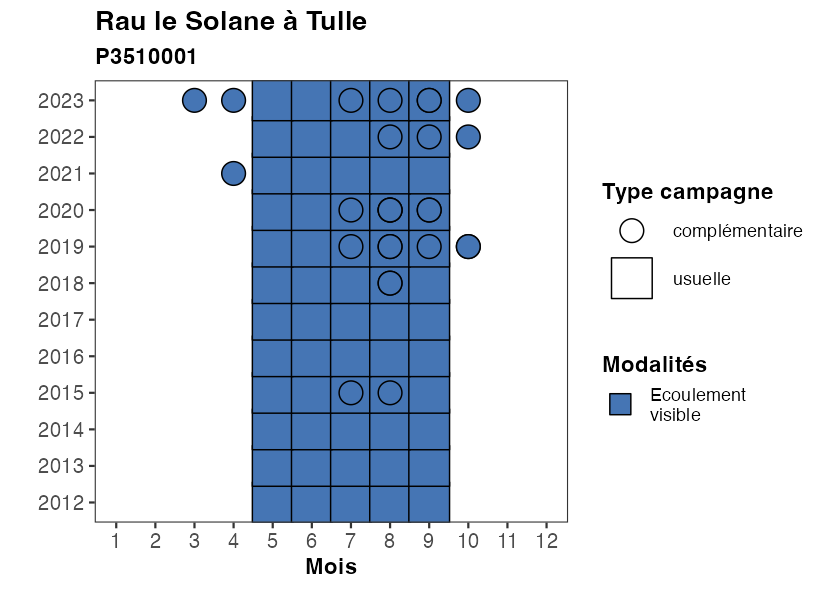 Rau le Solane à Tulle
P3510001
2023
2022
2021
2020
2019
2018
2017
2016
2015
2014
2013
2012
1 2 3 4 5 6 7 8 9 10 11 12
Mois
Type campagne
complémentaire
usuelle
Modalités
Ecoulement
visible